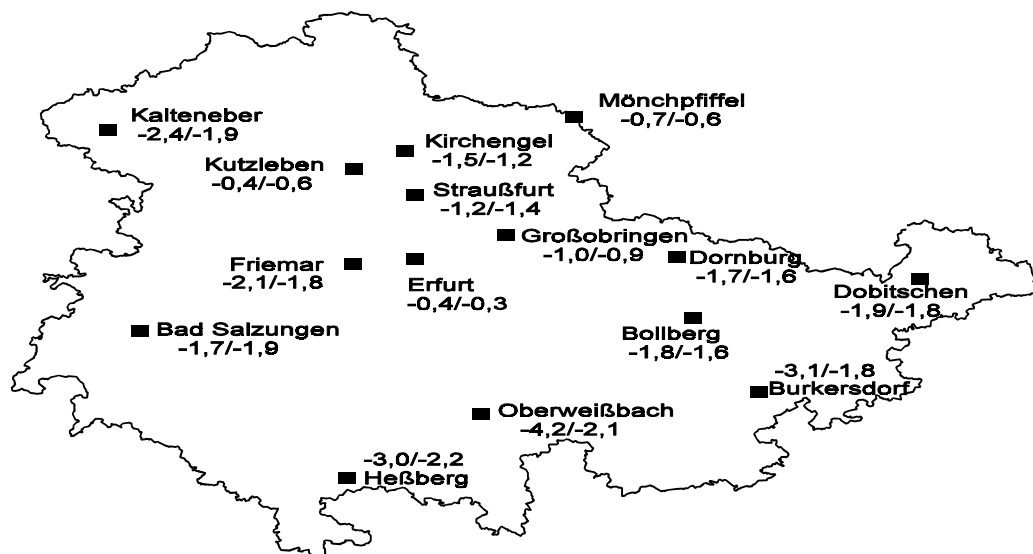 Mönchpfiffel
-0,7/-0,6
Kalteneber
-2,4/-1,9
Kirchengel
-1,5/-1,2
Kutzleben
-0,4/-0,6
Straußfurt
-1,2/-1,4
Großobringen
-1,0/-0,9
Dornburg
-1,7/-1,6
Friemar
-2,1/-1,8
Erfurt
-0,4/-0,3
Dobitschen
-1,9/-1,8
Bad Salzungen
-1,7/-1,9
Bollberg
-1,8/-1,6
-3,1/-1,8
Burkersdorf
Oberweißbach
-4,2/-2,1
-3,0/-2,2
Heßberg